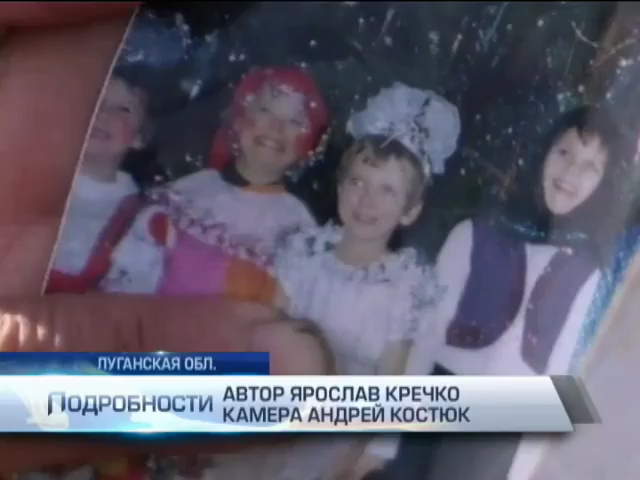 ЛУГАНСКАЯ ОБЛ.
ПОДРОБНОСТИ
АВТОР ЯРОСЛАВ КРЕЧКО
КАМЕРА АНДРЕЙ КОСТЮК